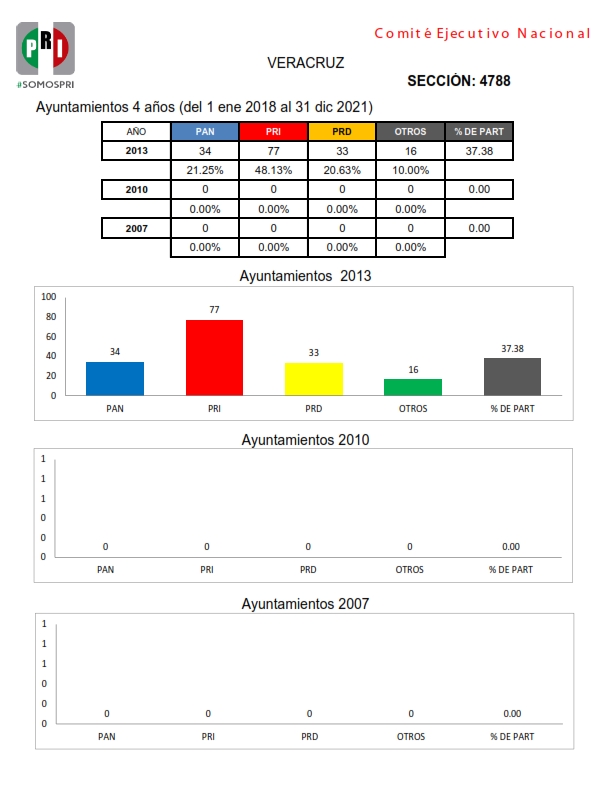 Comité Ejecutivo Nacional
PRI
#SOMOSPRI
VERACRUZ
SECCIÓN: 4788
Ayuntamientos 4 años (del 1 ene 2018 al 31 dic 2021)
AÑO PAN PRI PRD OTROS % DE PART
2013 34 77 33 16 37.38
21.25% 48.13% 20.63% 10.00%
2010 0 0 0 0 0.00
0.00% 0.00% 0.00% 0.00%
2007 0 0 0 0 0.00
0.00% 0.00% 0.00% 0.00%
Ayuntamientos 2013
100
80
60
40
20
0
34 77 33 16 37.38
PAN PRI PRD OTROS % DE PART
Ayuntamientos 2010
1
1
1
0
0
0
0 0 0 0 0.00
PAN PRI PRD OTROS % DE PART
Ayuntamientos 2007
1
1
1
0
0
0
0 0 0 0 0.00
PAN PRI PRD OTROS % DE PART